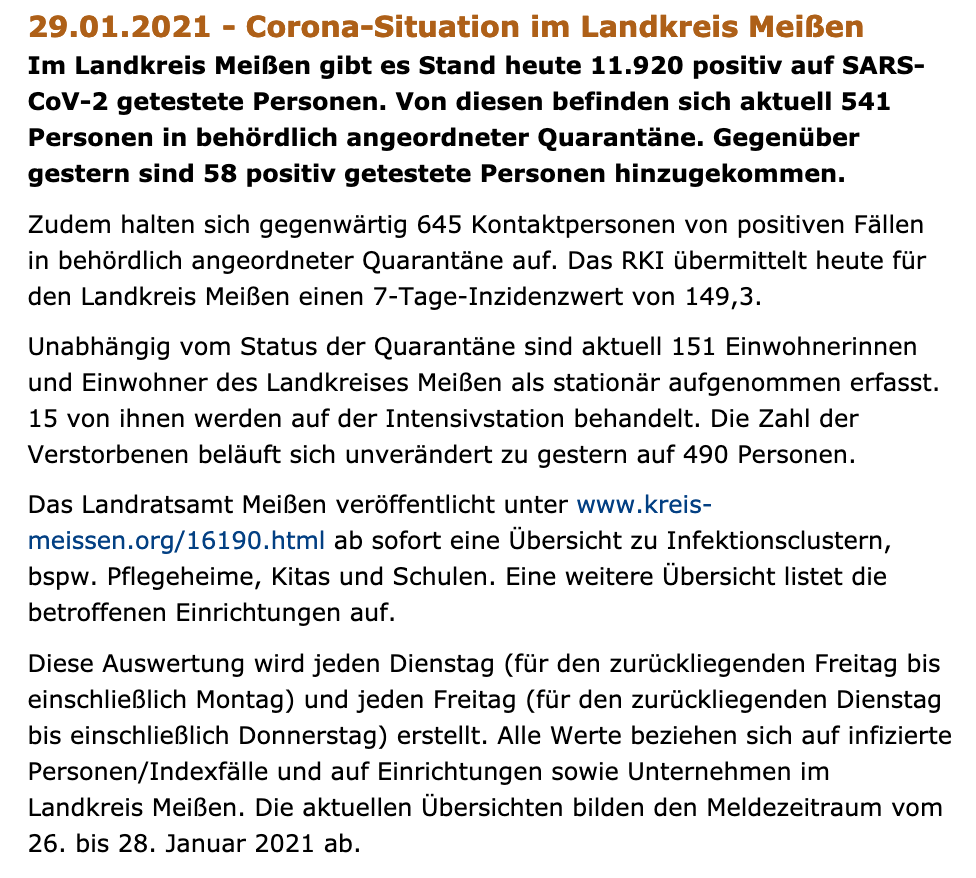 29.01.2021 - Corona-Situation im Landkreis Meißen
Im Landkreis Meißen gibt es Stand heute 11.920 positiv auf SARS-
CoV-2 getestete Personen. Von diesen befinden sich aktuell 541
Personen in behördlich angeordneter Quarantäne. Gegenüber
gestern sind 58 positiv getestete Personen hinzugekommen.
Zudem halten sich gegenwärtig 645 Kontaktpersonen von positiven Fällen
in behördlich angeordneter Quarantäne auf. Das RKI übermittelt heute für
den Landkreis Meißen einen 7-Tage-Inzidenzwert von 149,3.
Unabhängig vom Status der Quarantäne sind aktuell 151 Einwohnerinnen
und Einwohner des Landkreises Meißen als stationär aufgenommen erfasst.
15 von ihnen werden auf der Intensivstation behandelt. Die Zahl der
Verstorbenen beläuft sich unverändert zu gestern auf 490 Personen.
Das Landratsamt Meißen veröffentlicht unter www.kreis-
meissen.org/16190.html ab sofort eine Übersicht zu Infektionsclustern,
bspw. Pflegeheime, Kitas und Schulen. Eine weitere Übersicht listet die
betroffenen Einrichtungen auf.
Diese Auswertung wird jeden Dienstag (für den zurückliegenden Freitag bis
einschließlich Montag) und jeden Freitag (für den zurückliegenden Dienstag
bis einschließlich Donnerstag) erstellt. Alle Werte beziehen sich auf infizierte
Personen/Indexfälle und auf Einrichtungen sowie Unternehmen im
Landkreis Meißen. Die aktuellen Übersichten bilden den Meldezeitraum vom
26. bis 28. Januar 2021 ab.